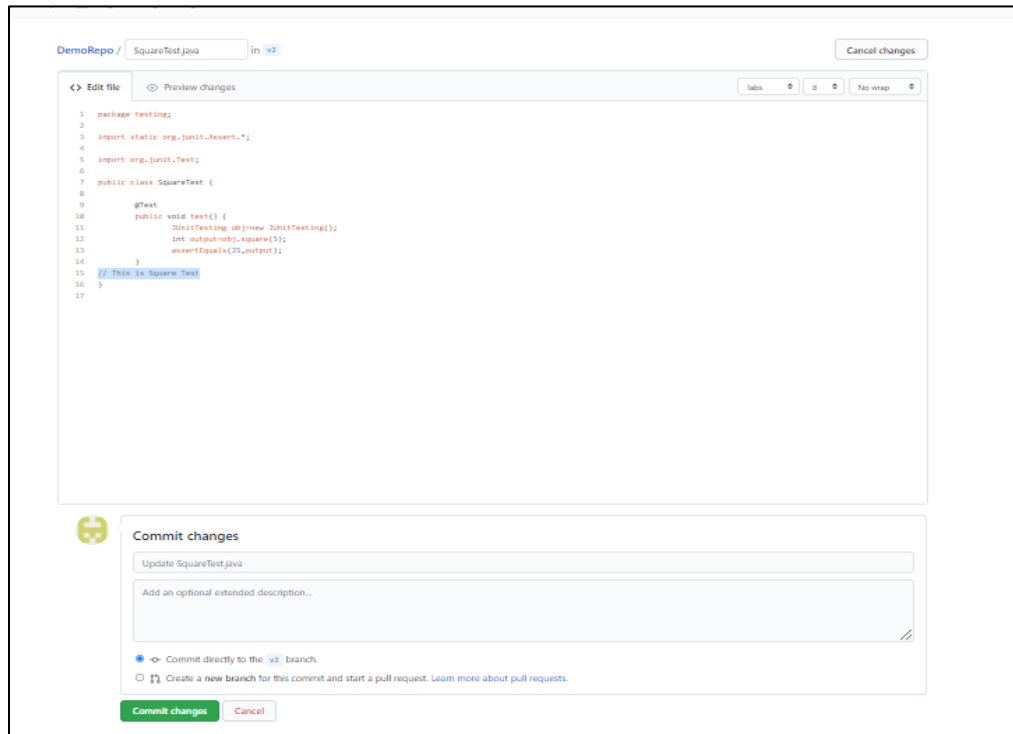 DemoRepo / SquareTest.java in v2 Cancel changes
<> Edit file Preview changes Tabs 8 No wrap
1 package testing;
2
3 import static org.junit.Assert.*;
4
5 import org.junit.Test;
6
7 public class SquareTest {
8
9 @Test
10 public void test() {
11 JUnitTesting obj=new JUnitTesting();
12 int output=obj.square(5);
13 assertEquals(25,output);
14 }
15 // This is Square Test
16 }
17
Commit changes
Update SquareTest.java
Add an optional extended description...
Commit directly to the v2 branch.
Create a new branch for this commit and start a pull request. Learn more about pull requests.
Commit changes Cancel